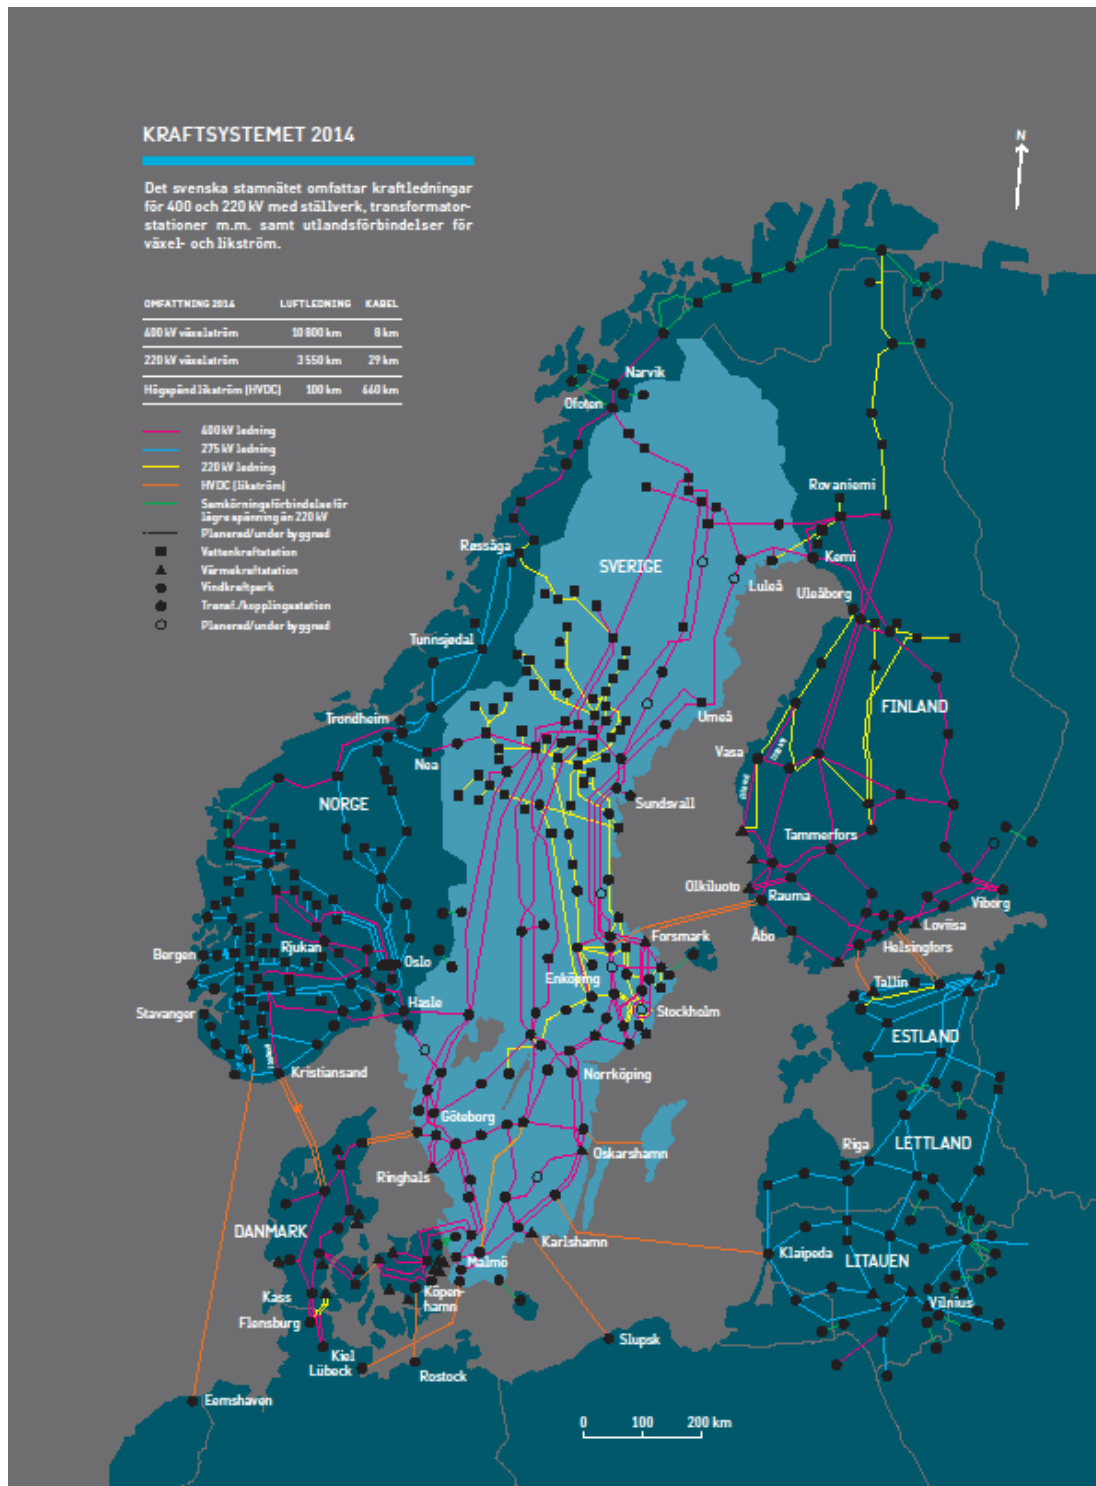 KRAFTSYSTEMET 2014
N
Det svenska stamnätet omfattar kraftledningar
för 400 och 220 kV med ställverk, transformator-
stationer m.m. samt utlandsförbindelser för
växel- och likström.
OMFATTNING 2014 LUFTLEDNING KABEL
400 kV växelström 10 800 km 8 km
220 kV växelström 3 550 km 29 km
Högspänd likström (HVDC) 100 km 660 km
400 kV ledning
275 kV ledning
220 kV ledning
HVDC (likström)
Samkörningsförbindelse för
lägre spänning än 220 kV
Planerad/under byggnad
Vattenkraftstation
Värmekraftstation
Vindkraftpark
Transf./kopplingsstation
Planerad/under byggnad
Narvik
Ofoten
Rovaniemi
Røssåga
SVERIGE
Kemi
Luleå
Uleåborg
Tunnsjødal
FINLAND
Trondheim
Umeå
Vasa
Nea
NORGE
Sundsvall
Tammerfors
Olkiluoto
Rauma
Viborg
Loviisa
Åbo
Forsmark
Helsingfors
Rjukan
Bergen
Oslo
Enköping
Tallin
Hasle
Stavanger
Stockholm
ESTLAND
Kristiansand
Norrköping
Göteborg
LETTLAND
Riga
Oskarshamn
Ringhals
DANMARK
Karlshamn
Klaipeda
LITAUEN
Malmö
Köpen-
hamn
Kass
Vilnius
Flensburg
Slupsk
Kiel
Lübeck
Rostock
Eemshaven
0 100 200 km